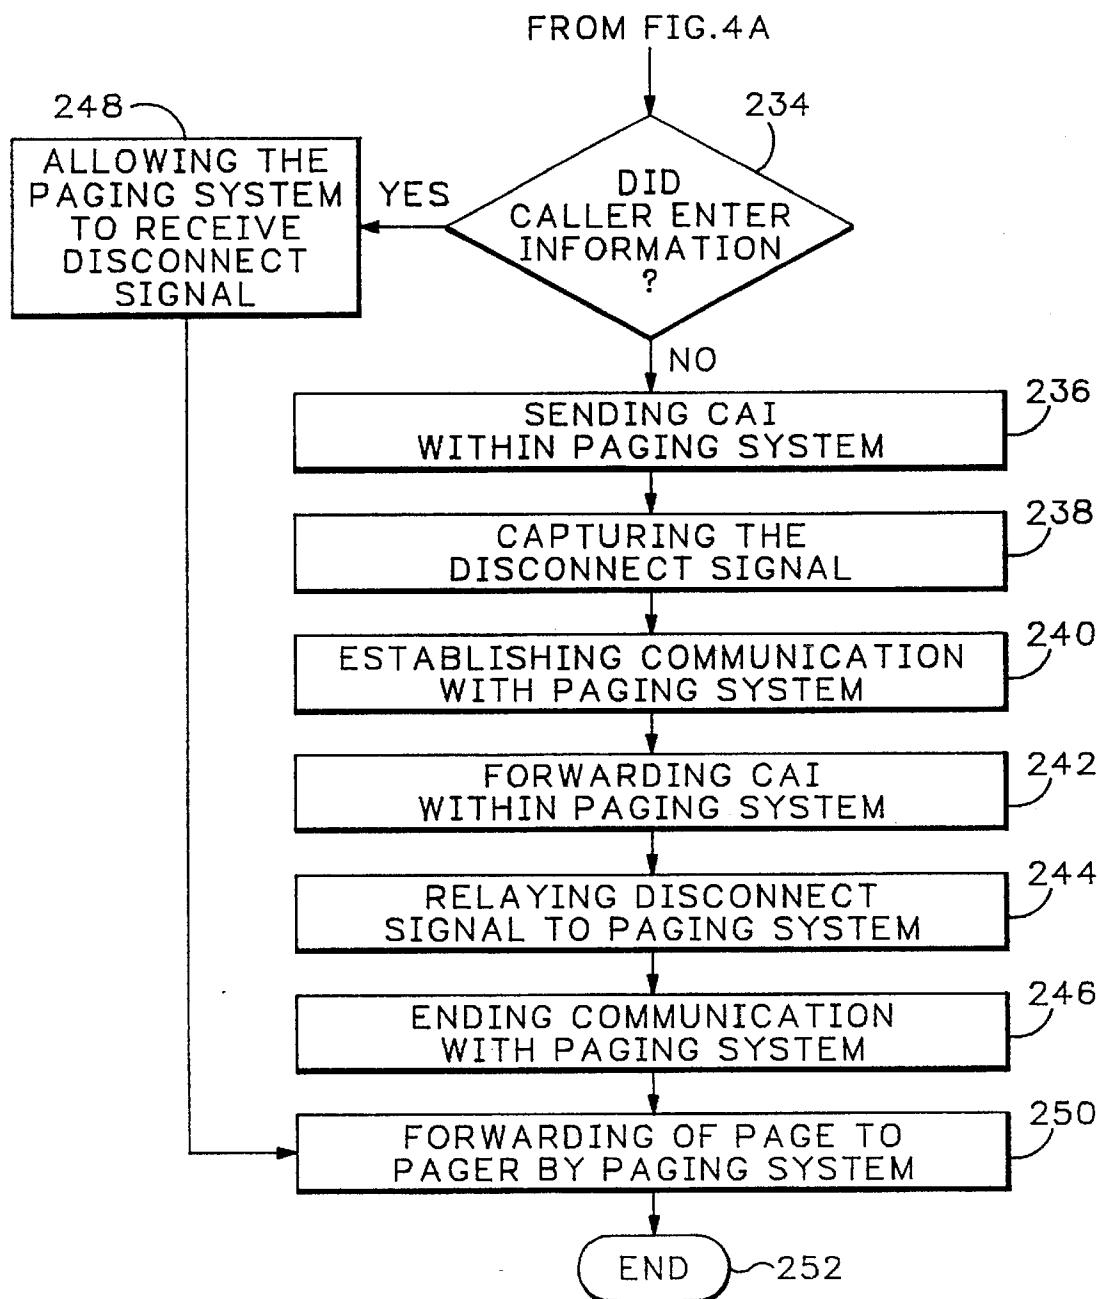 FROM FIG.4A
248
234
ALLOWING THE
PAGING SYSTEM
TO RECEIVE
DISCONNECT
SIGNAL
YES
DID
CALLER ENTER
INFORMATION
?
NO
236
SENDING CAI
WITHIN PAGING SYSTEM
238
CAPTURING THE
DISCONNECT SIGNAL
240
ESTABLISHING COMMUNICATION
WITH PAGING SYSTEM
242
FORWARDING CAI
WITHIN PAGING SYSTEM
244
RELAYING DISCONNECT
SIGNAL TO PAGING SYSTEM
246
ENDING COMMUNICATION
WITH PAGING SYSTEM
250
FORWARDING OF PAGE TO
PAGER BY PAGING SYSTEM
END
252